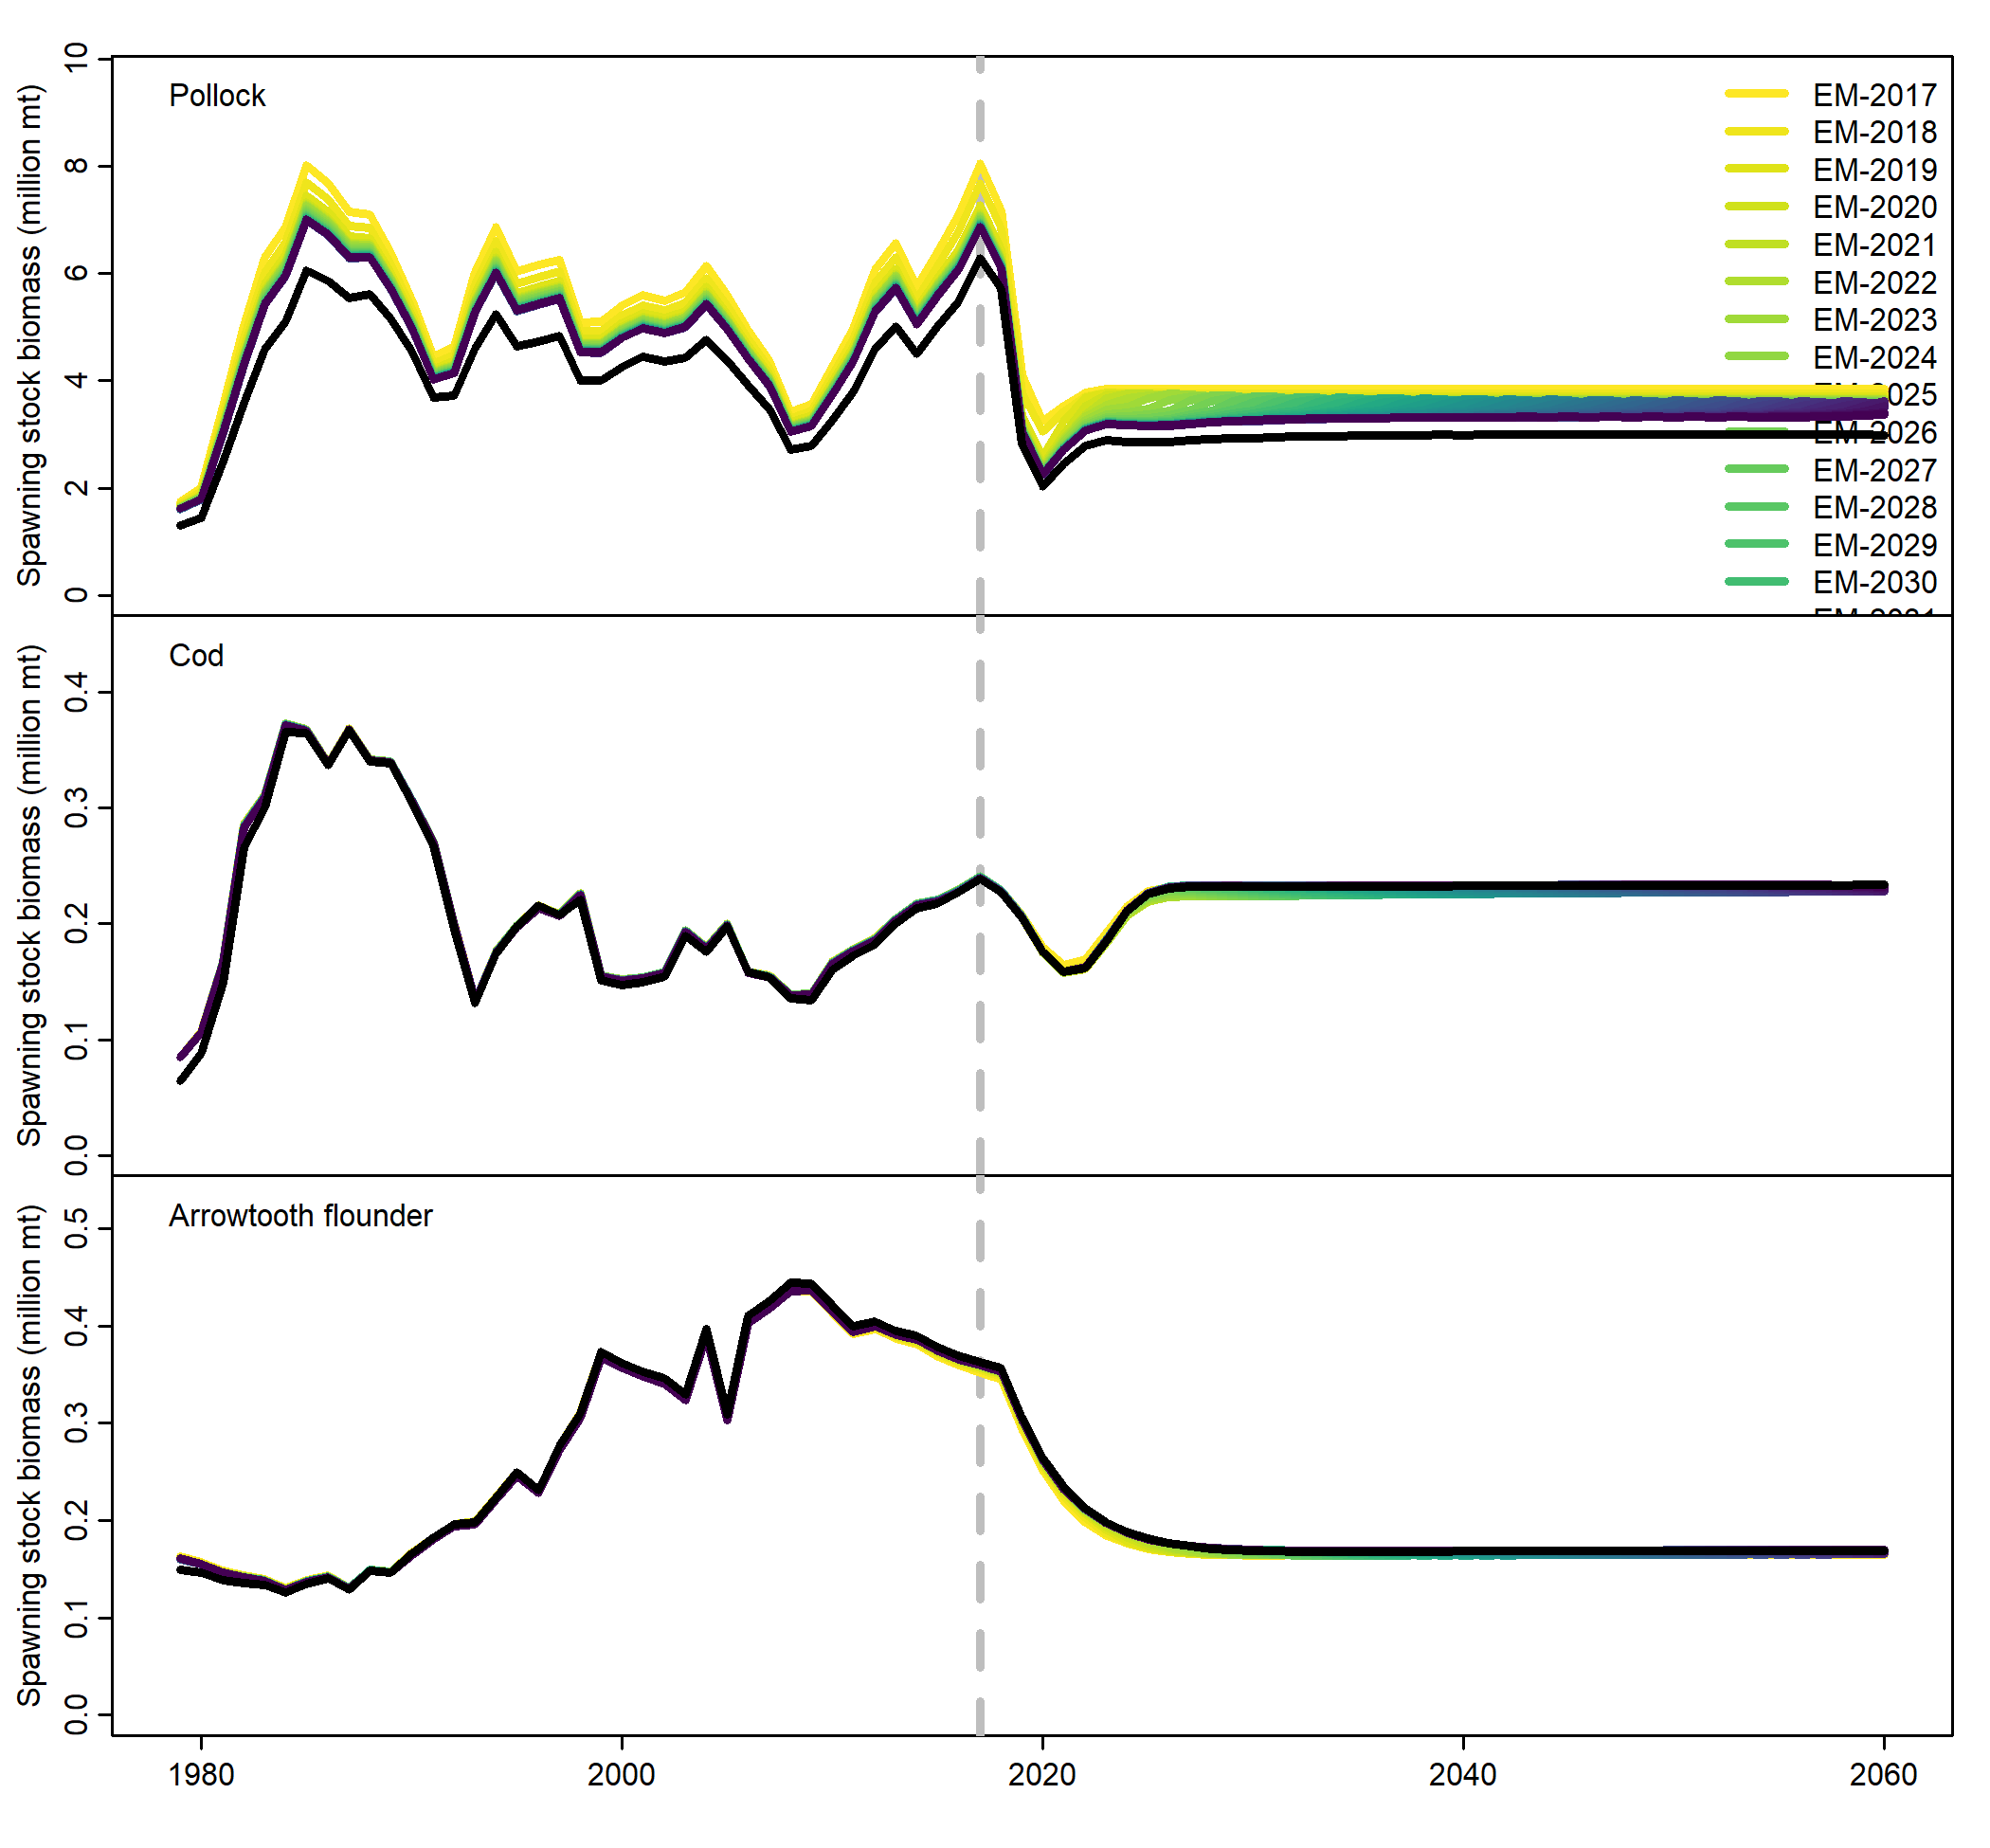 Spawning stock biomass (million mt)
10
8
6
4
2
0
Pollock
EM-2017
EM-2018
EM-2019
EM-2020
EM-2021
EM-2022
EM-2023
EM-2024
EM-2025
EM-2026
EM-2027
EM-2028
EM-2029
EM-2030
Spawning stock biomass (million mt)
0.4
0.3
0.2
0.1
0.0
Cod
Spawning stock biomass (million mt)
0.5
0.4
0.3
0.2
0.1
0.0
Arrowtooth flounder
1980 2000 2020 2040 2060